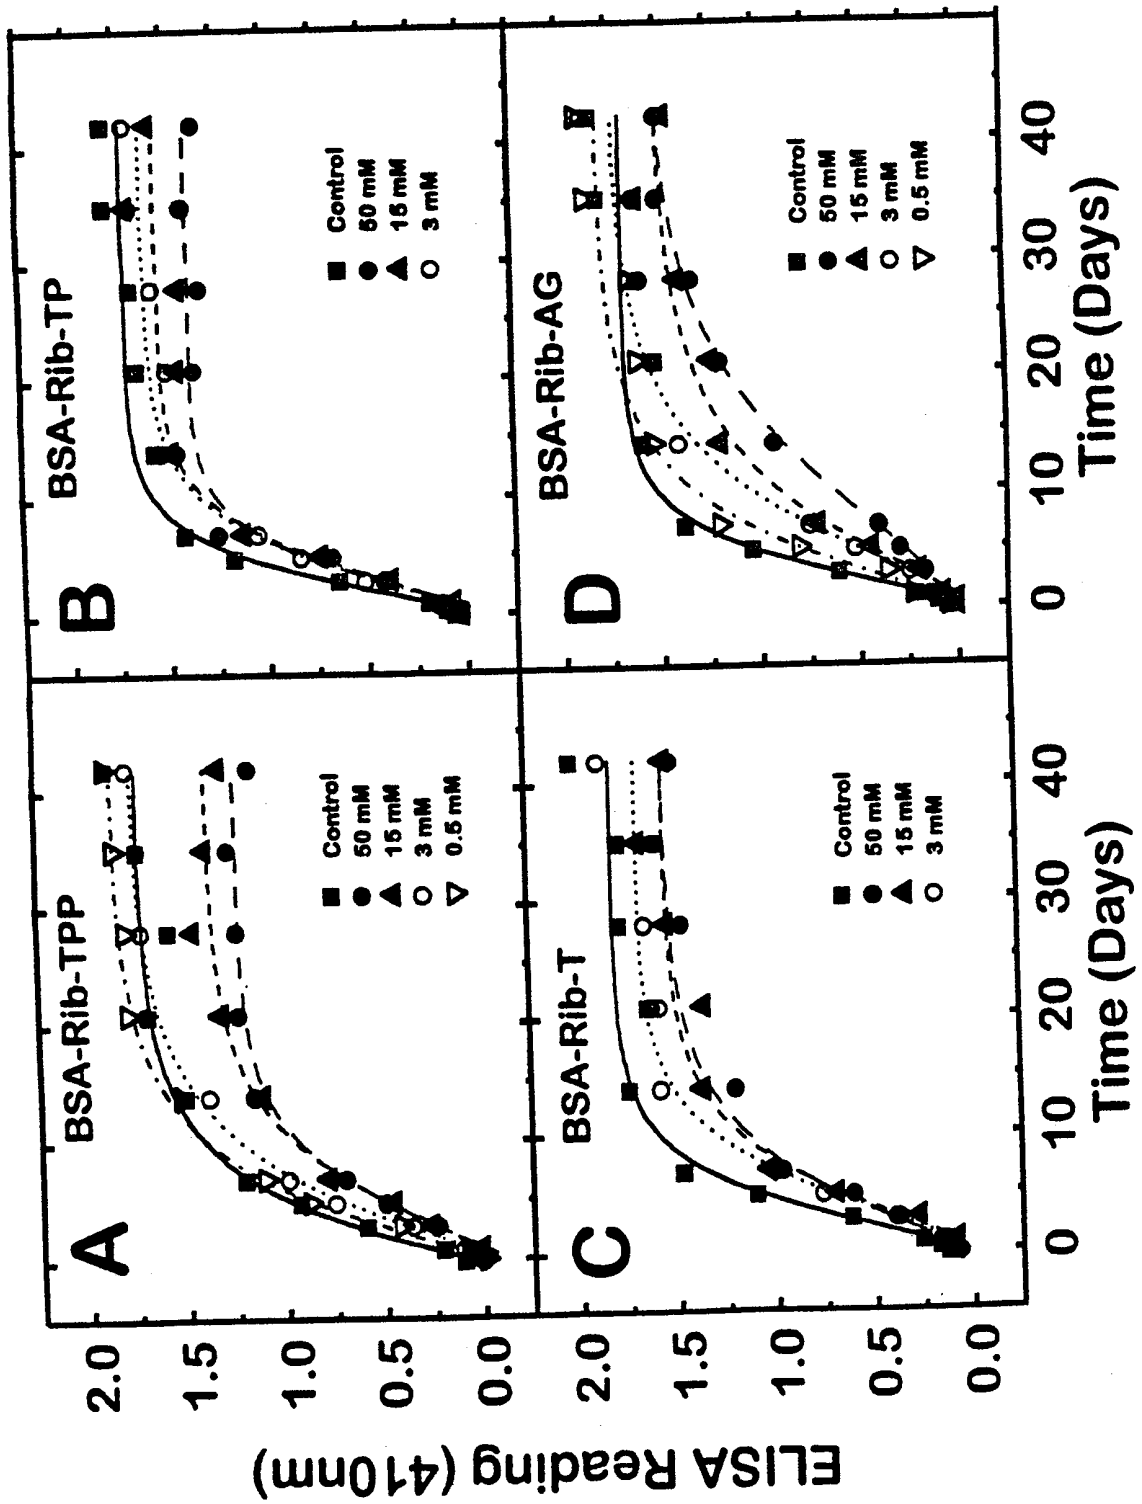 ELISA Reading (410nm)
A
BSA-Rib-TPP
Control
50 mM
15 mM
3 mM
0.5 mM
2.0
1.5
1.0
0.5
0.0
B
BSA-Rib-TP
Control
50 mM
15 mM
3 mM
C
BSA-Rib-T
Control
50 mM
15 mM
3 mM
2.0
1.5
1.0
0.5
0.0
0 10 20 30 40
Time (Days)
D
BSA-Rib-AG
Control
50 mM
15 mM
3 mM
0.5 mM
0 10 20 30 40
Time (Days)